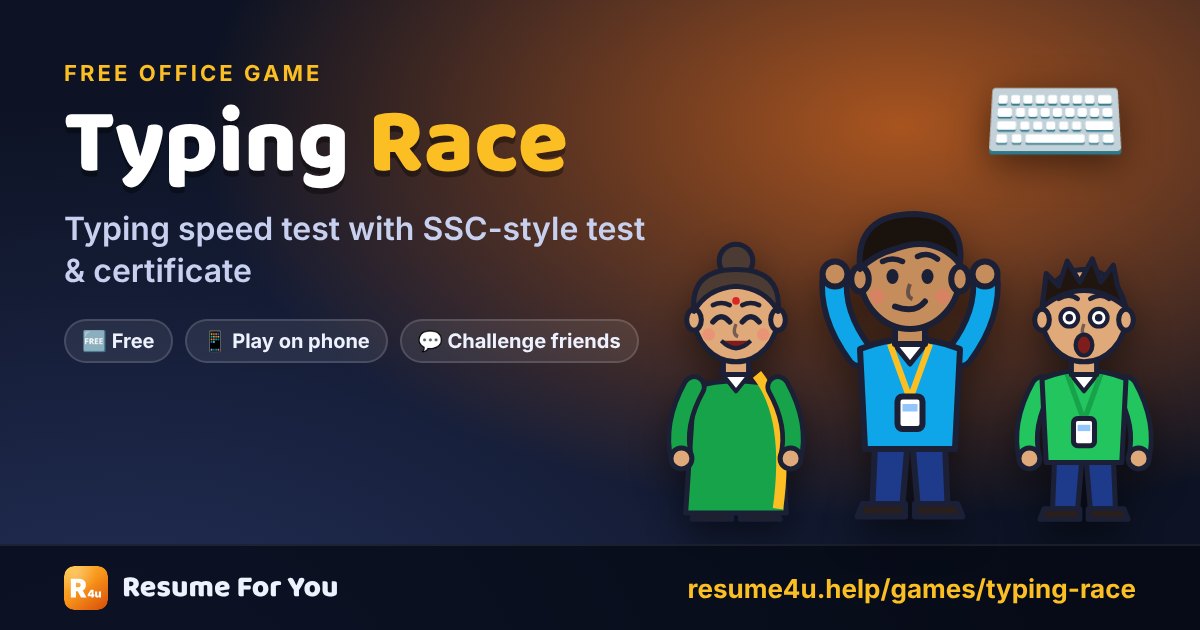 FREE OFFICE GAME
Typing Race
Typing speed test with SSC-style test
& certificate
🆓 Free
📱 Play on phone
💬 Challenge friends
R4u Resume For You
resume4u.help/games/typing-race